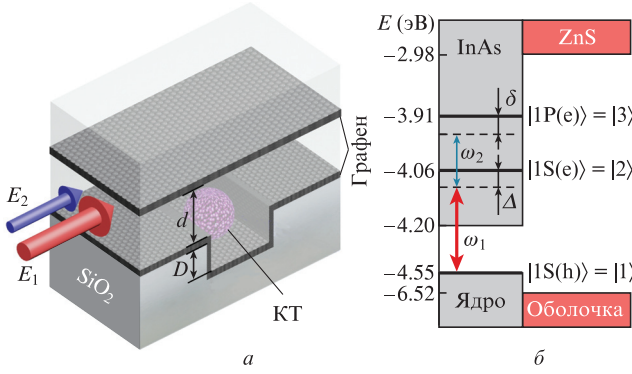 E₂
E₁
SiO₂
d
D
КТ
Графен
а
E (эВ)
InAs
ZnS
−2.98
−3.91
δ
|1P(e)⟩ = |3⟩
ω₂
−4.06
|1S(e)⟩ = |2⟩
Δ
−4.20
ω₁
−4.55
|1S(h)⟩ = |1⟩
−6.52
Ядро
Оболочка
б